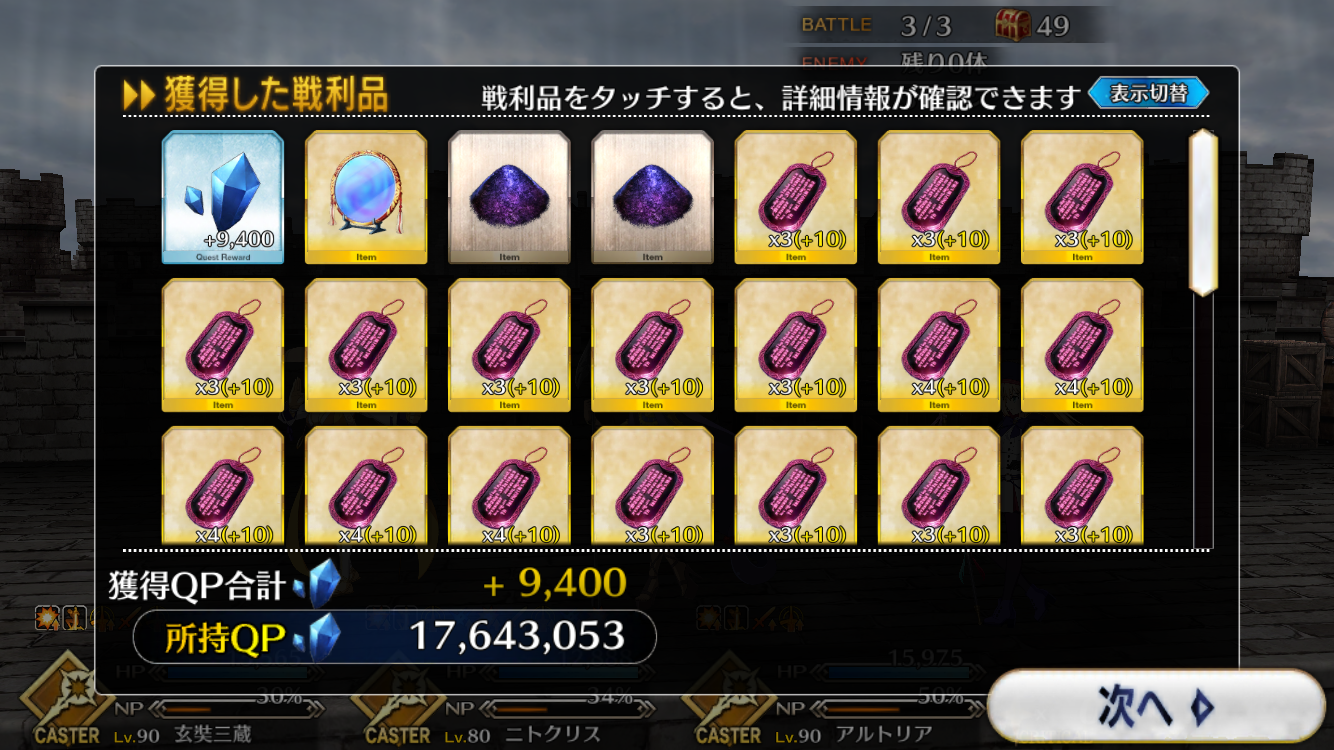 BATTLE 3/3 49
ENEMY 残り0体
獲得した戦利品 戦利品をタッチすると、詳細情報が確認できます 表示切替
+9,400 x3(+10) x3(+10) x3(+10)
Quest Reward Item Item Item Item Item Item
x3(+10) x3(+10) x3(+10) x3(+10) x3(+10) x4(+10) x4(+10)
Item Item Item Item Item Item Item
x4(+10) x4(+10) x4(+10) x3(+10) x3(+10) x3(+10) x3(+10)
獲得QP合計 + 9,400
所持QP 17,643,053
HP HP HP 15,975
NP 30% NP 34% NP 50%
CASTER Lv.90 玄奘三蔵 CASTER Lv.80 ニトクリス CASTER Lv.90 アルトリア
次へ